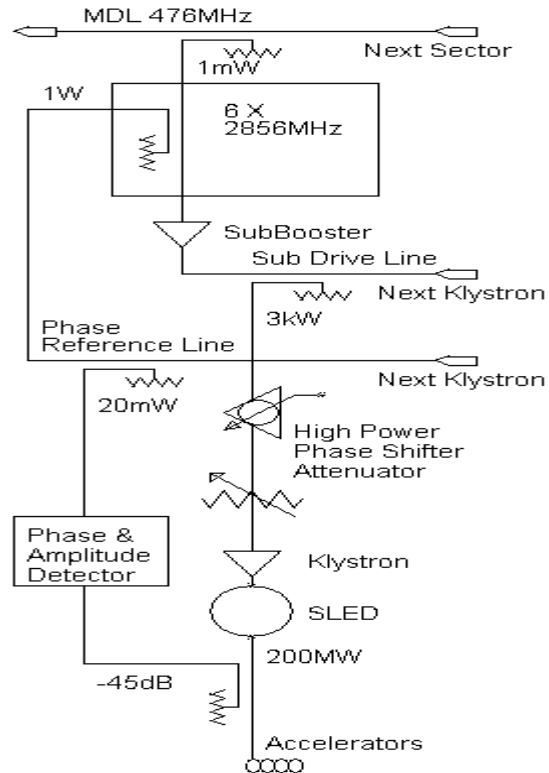 MDL 476MHz
Next Sector
1mW
1W
6 X
2856MHz
SubBooster
Sub Drive Line
Next Klystron
3kW
Phase
Reference Line
Next Klystron
20mW
High Power
Phase Shifter
Attenuator
Phase &
Amplitude
Detector
Klystron
SLED
200MW
-45dB
Accelerators